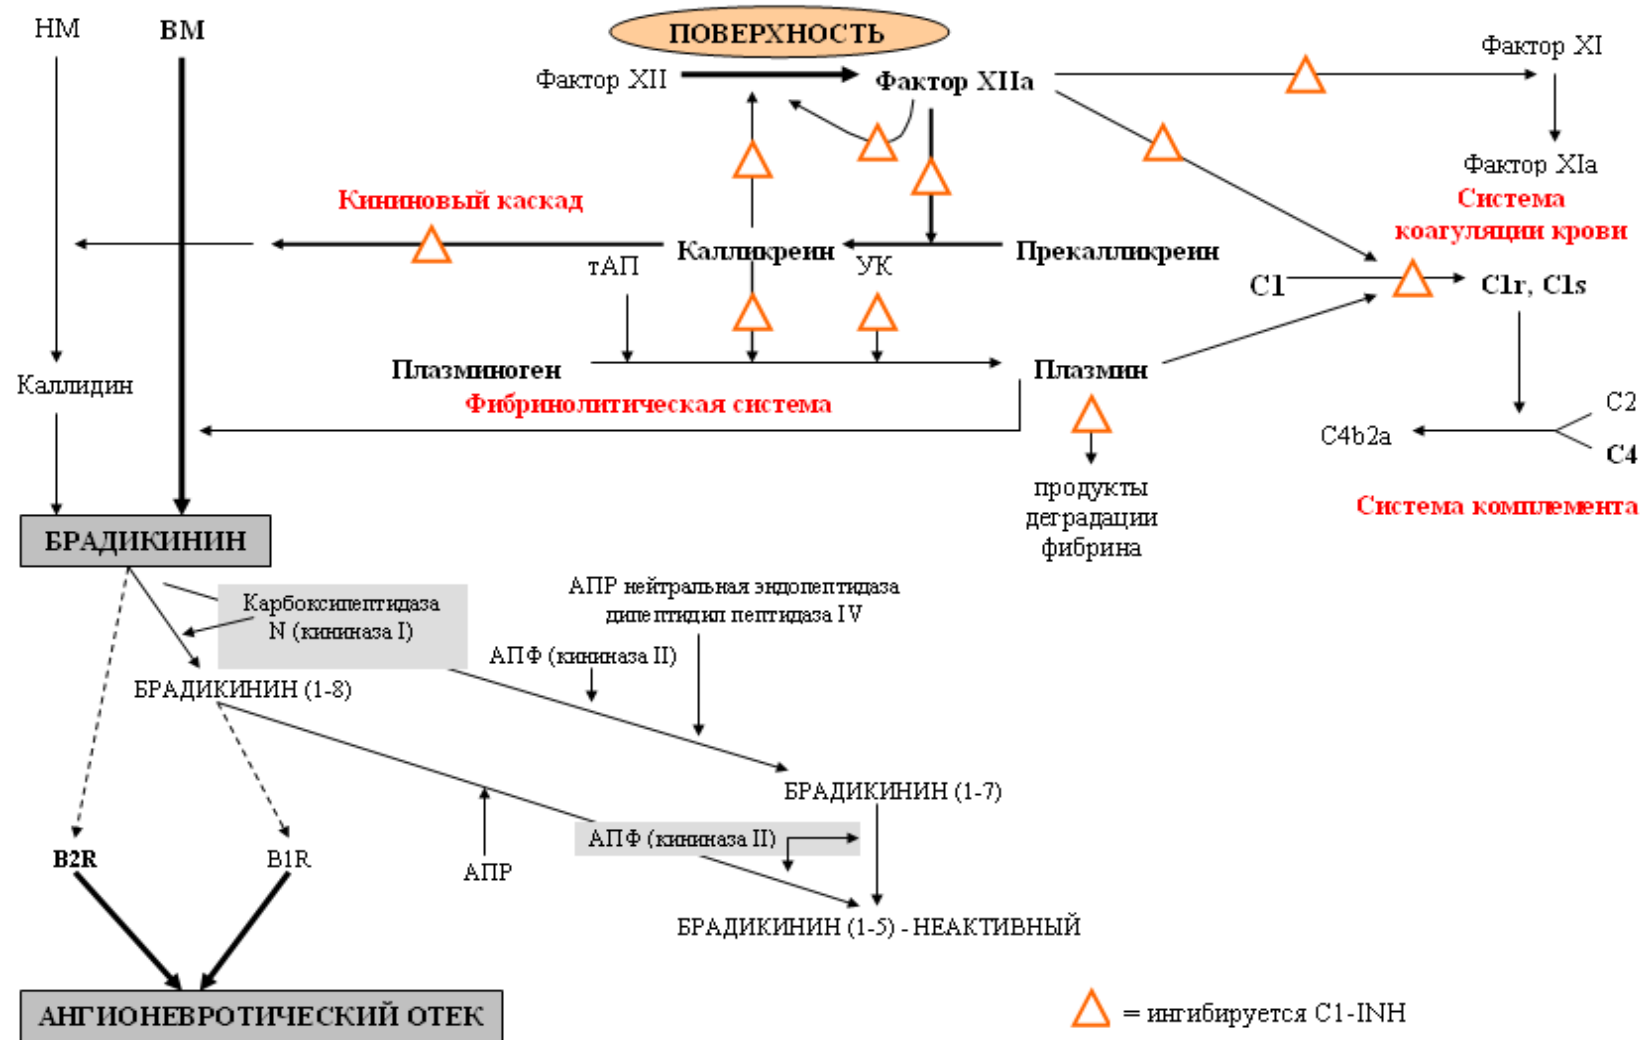 НМ
ВМ
ПОВЕРХНОСТЬ
Фактор XII
Фактор XIIa
Фактор XI
Фактор XIa
Система
коагуляции крови
Кининовый каскад
Калликреин
Прекалликреин
тАП
УК
С1
C1r, C1s
Плазминоген
Плазмин
Фибринолитическая система
Каллидин
C2
C4b2a
C4
Система комплемента
продукты
деградации
фибрина
БРАДИКИНИН
Карбоксипептидаза
N (кининаза I)
АПР нейтральная эндопептидаза
дипептидил пептидаза IV
АПФ (кининаза II)
БРАДИКИНИН (1-8)
БРАДИКИНИН (1-7)
АПФ (кининаза II)
B2R
B1R
АПР
БРАДИКИНИН (1-5) - НЕАКТИВНЫЙ
АНГИОНЕВРОТИЧЕСКИЙ ОТЕК
= ингибируется C1-INH